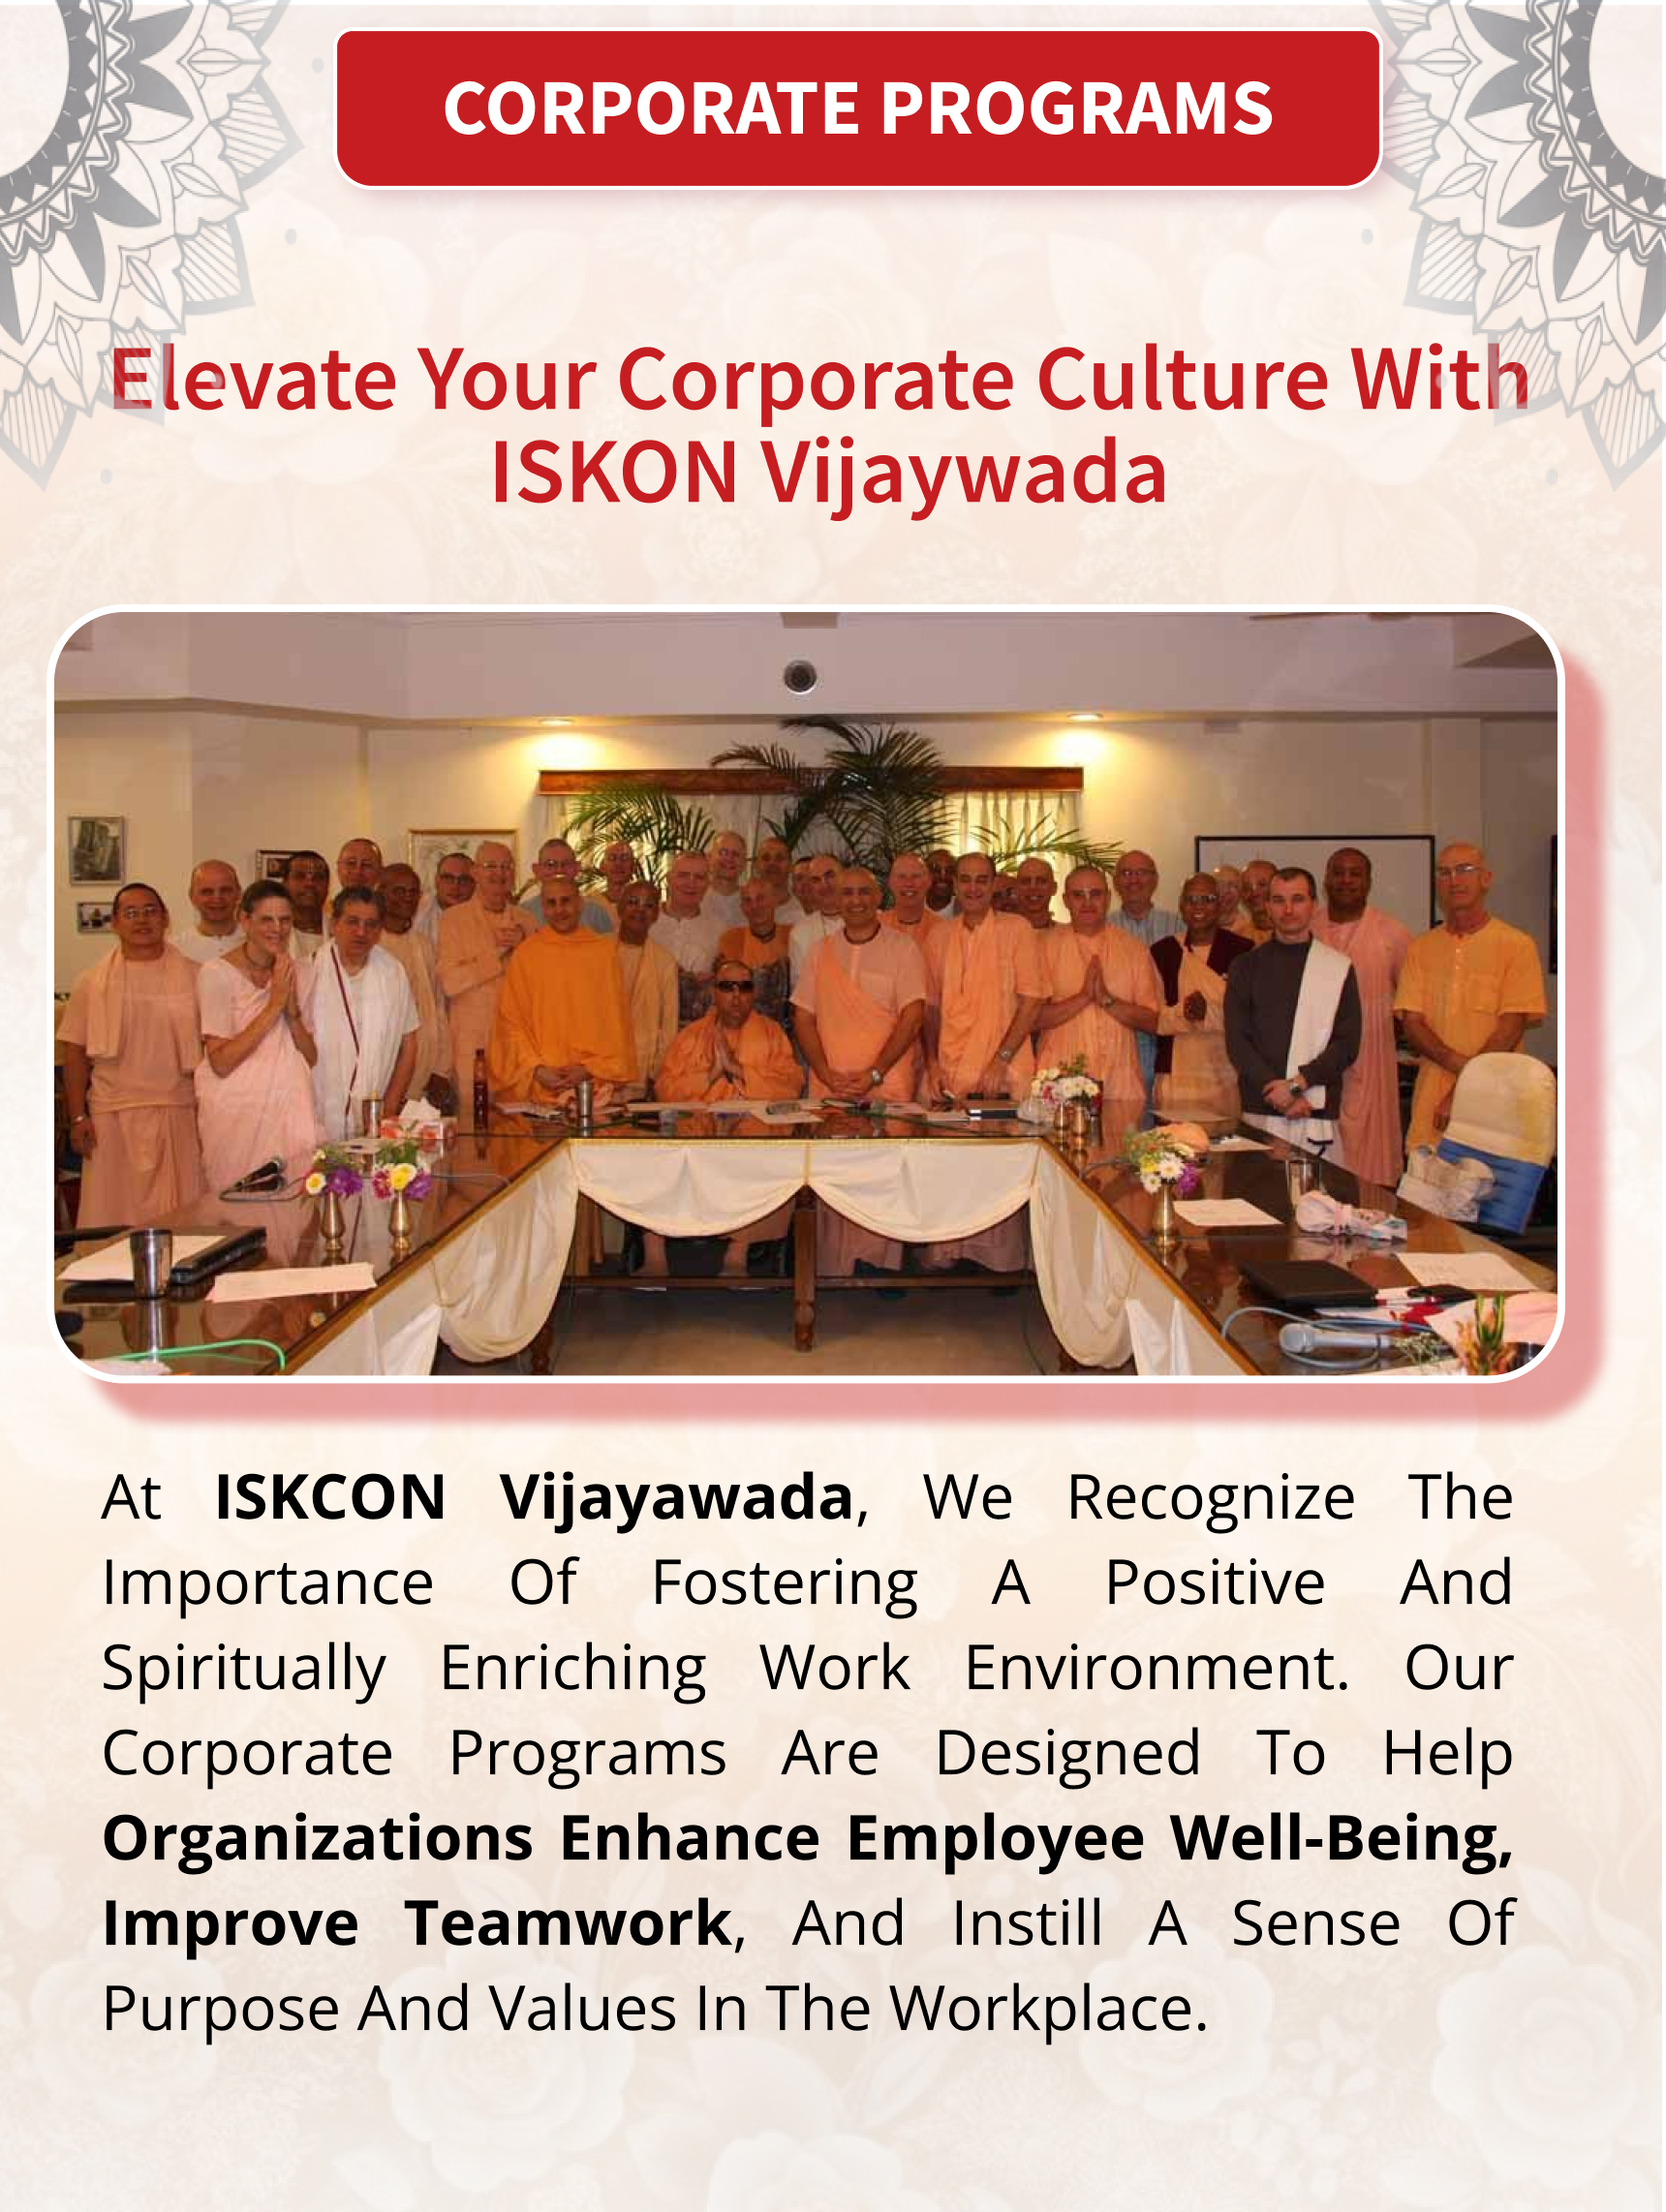 CORPORATE PROGRAMS
Elevate Your Corporate Culture With
ISKON Vijaywada
At ISKCON Vijayawada, We Recognize The
Importance Of Fostering A Positive And
Spiritually Enriching Work Environment. Our
Corporate Programs Are Designed To Help
Organizations Enhance Employee Well-Being,
Improve Teamwork, And Instill A Sense Of
Purpose And Values In The Workplace.